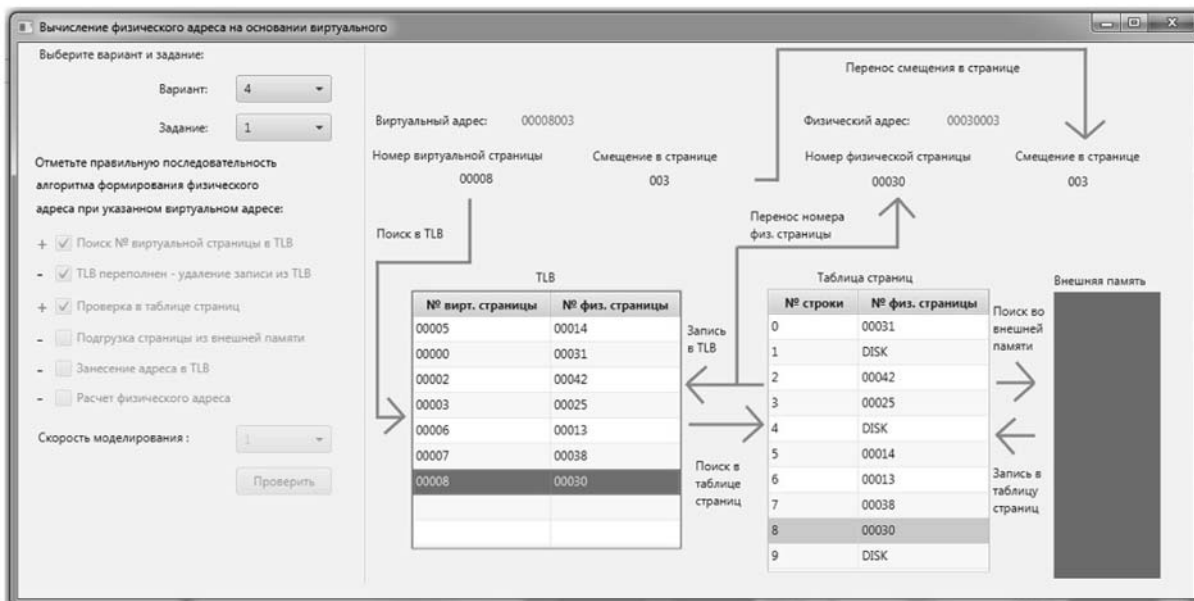 Вычисление физического адреса на основании виртуального
Выберите вариант и задание:
Вариант: 4
Задание: 1
Отметьте правильную последовательность
алгоритма формирования физического
адреса при указанном виртуальном адресе:
+ Поиск № виртуальной страницы в TLB
- TLB переполнен - удаление записи из TLB
+ Проверка в таблице страниц
- Подгрузка страницы из внешней памяти
- Занесение адреса в TLB
- Расчет физического адреса
Скорость моделирования : 1
Проверить
Перенос смещения в странице
Виртуальный адрес: 00008003
Физический адрес: 00030003
Номер виртуальной страницы
Смещение в странице
Номер физической страницы
Смещение в странице
00008
003
00030
003
Поиск в TLB
Перенос номера
физ. страницы
TLB
№ вирт. страницы № физ. страницы
00005 00014
00000 00031
00002 00042
00003 00025
00006 00013
00007 00038
00008 00030
Запись
в TLB
Поиск в
таблице
страниц
Таблица страниц
№ строки № физ. страницы
0 00031
1 DISK
2 00042
3 00025
4 DISK
5 00014
6 00013
7 00038
8 00030
9 DISK
Внешняя память
Поиск во
внешней
памяти
Запись в
таблицу
страниц